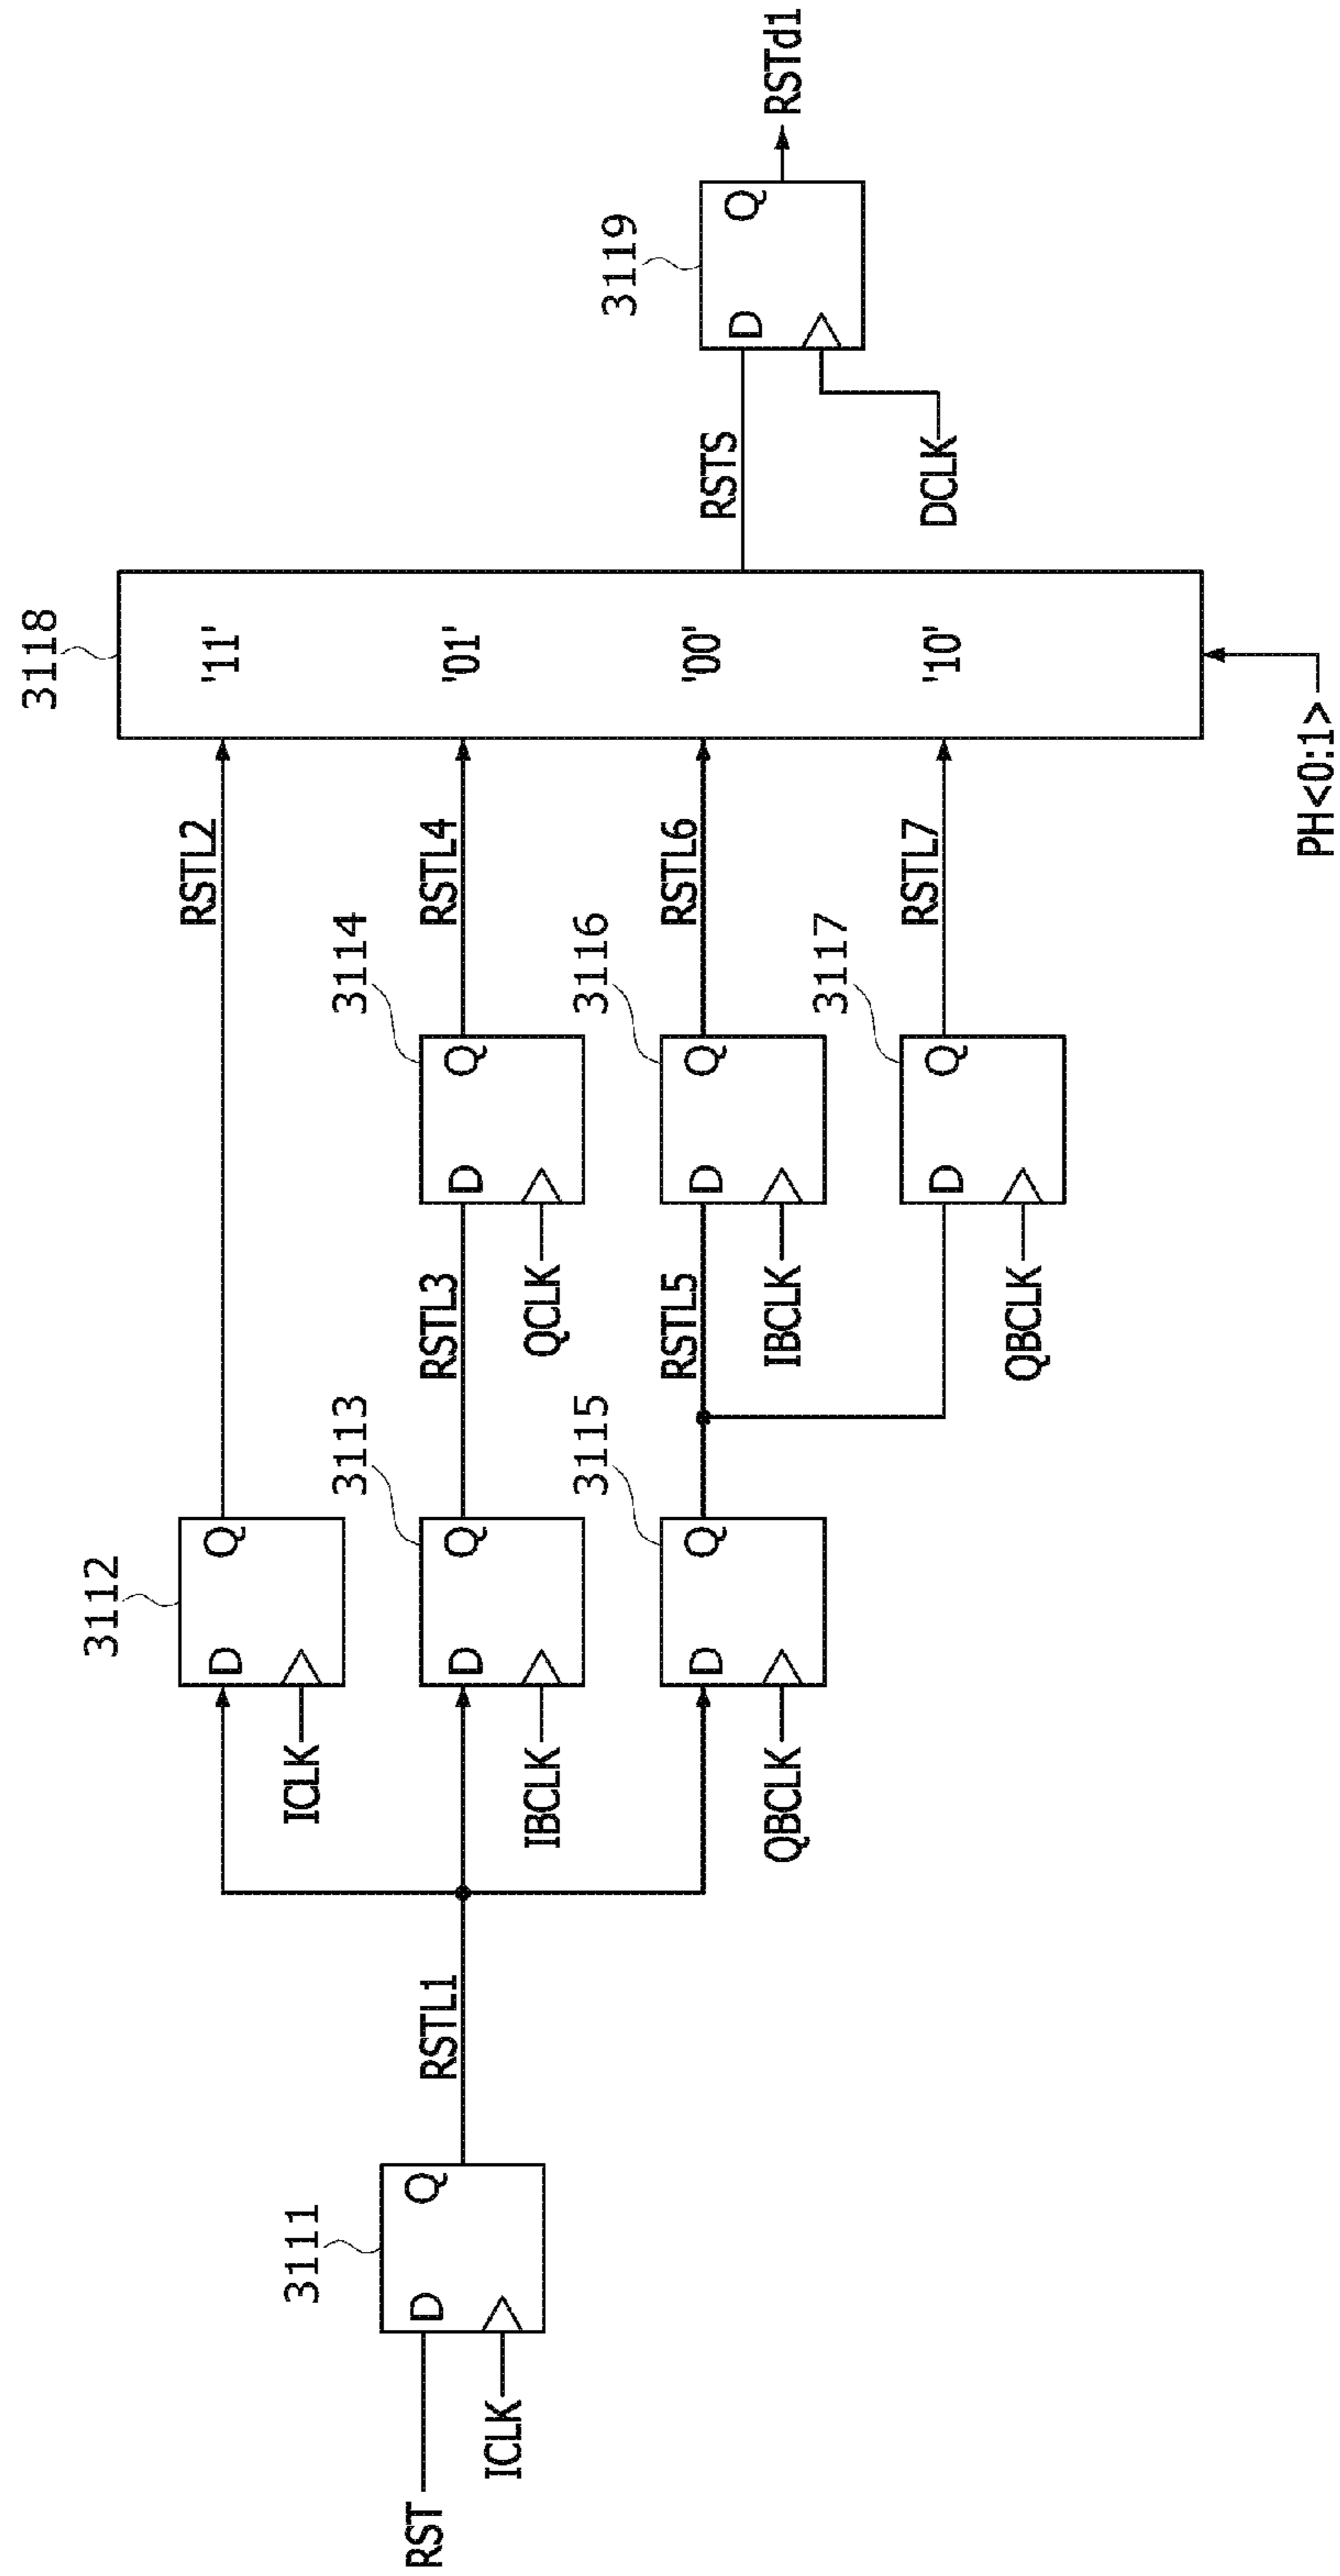 RST
ICLK
D
Q
3111
RSTL1
ICLK
D
Q
3112
RSTL2
IBCLK
D
Q
3113
RSTL3
QCLK
D
Q
3114
RSTL4
QBCLK
D
Q
3115
RSTL5
IBCLK
D
Q
3116
RSTL6
QBCLK
D
Q
3117
RSTL7
3118
'11'
'01'
'00'
'10'
PH<0:1>
RSTS
DCLK
D
Q
3119
RSTd1